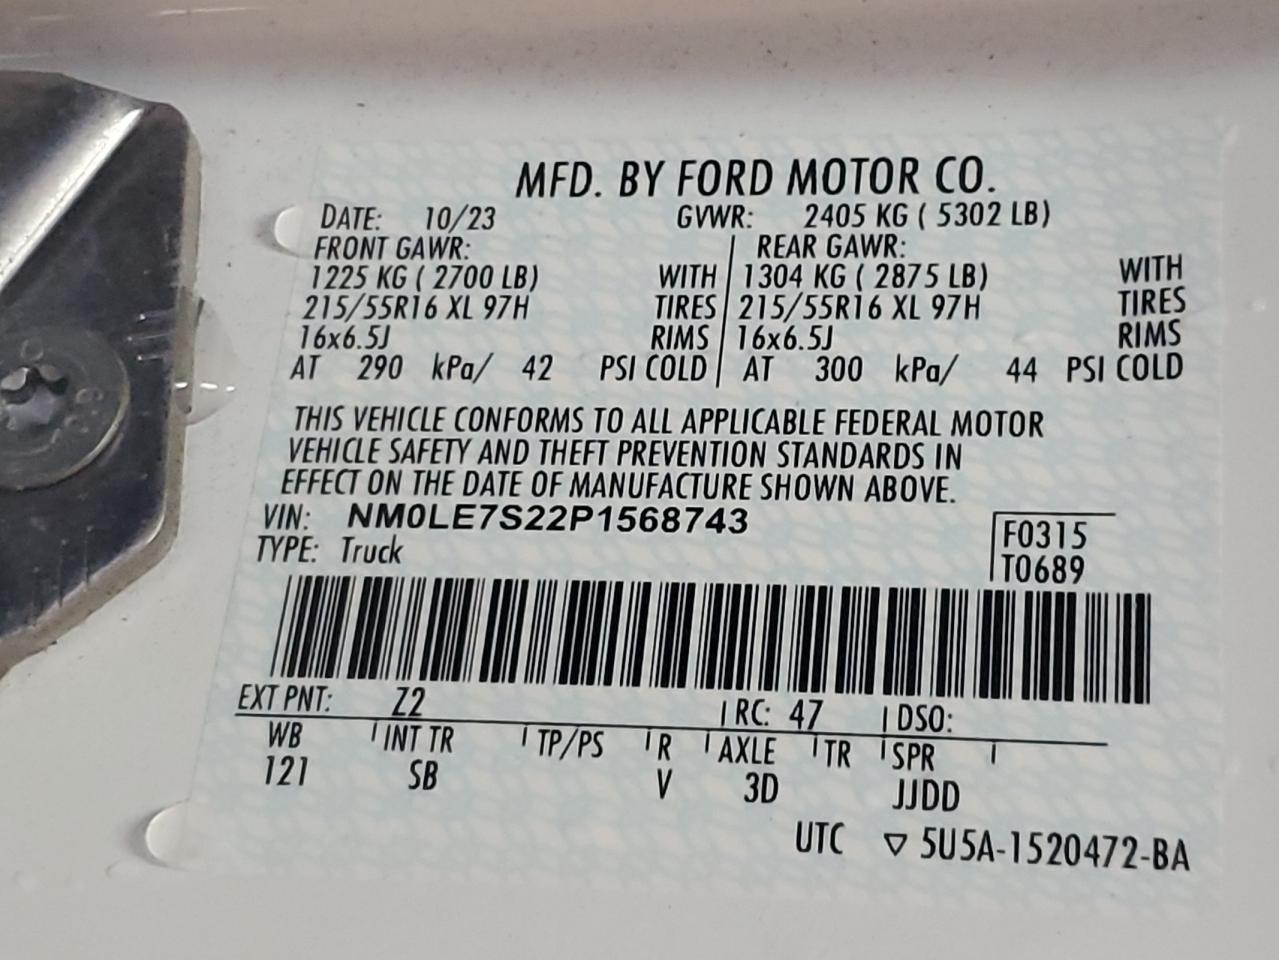 MFD. BY FORD MOTOR CO.
DATE: 10/23 GVWR: 2405 KG ( 5302 LB)
FRONT GAWR: REAR GAWR:
1225 KG ( 2700 LB) WITH 1304 KG ( 2875 LB) WITH
215/55R16 XL 97H TIRES 215/55R16 XL 97H TIRES
16x6.5J RIMS 16x6.5J RIMS
AT 290 kPa/ 42 PSI COLD AT 300 kPa/ 44 PSI COLD
THIS VEHICLE CONFORMS TO ALL APPLICABLE FEDERAL MOTOR
VEHICLE SAFETY AND THEFT PREVENTION STANDARDS IN
EFFECT ON THE DATE OF MANUFACTURE SHOWN ABOVE.
VIN: NM0LE7S22P1568743 F0315
TYPE: Truck T0689
EXT PNT: Z2 RC: 47 DSO:
WB INT TR TP/PS R AXLE TR SPR
121 SB V 3D JJDD
UTC ▽ 5U5A-1520472-BA